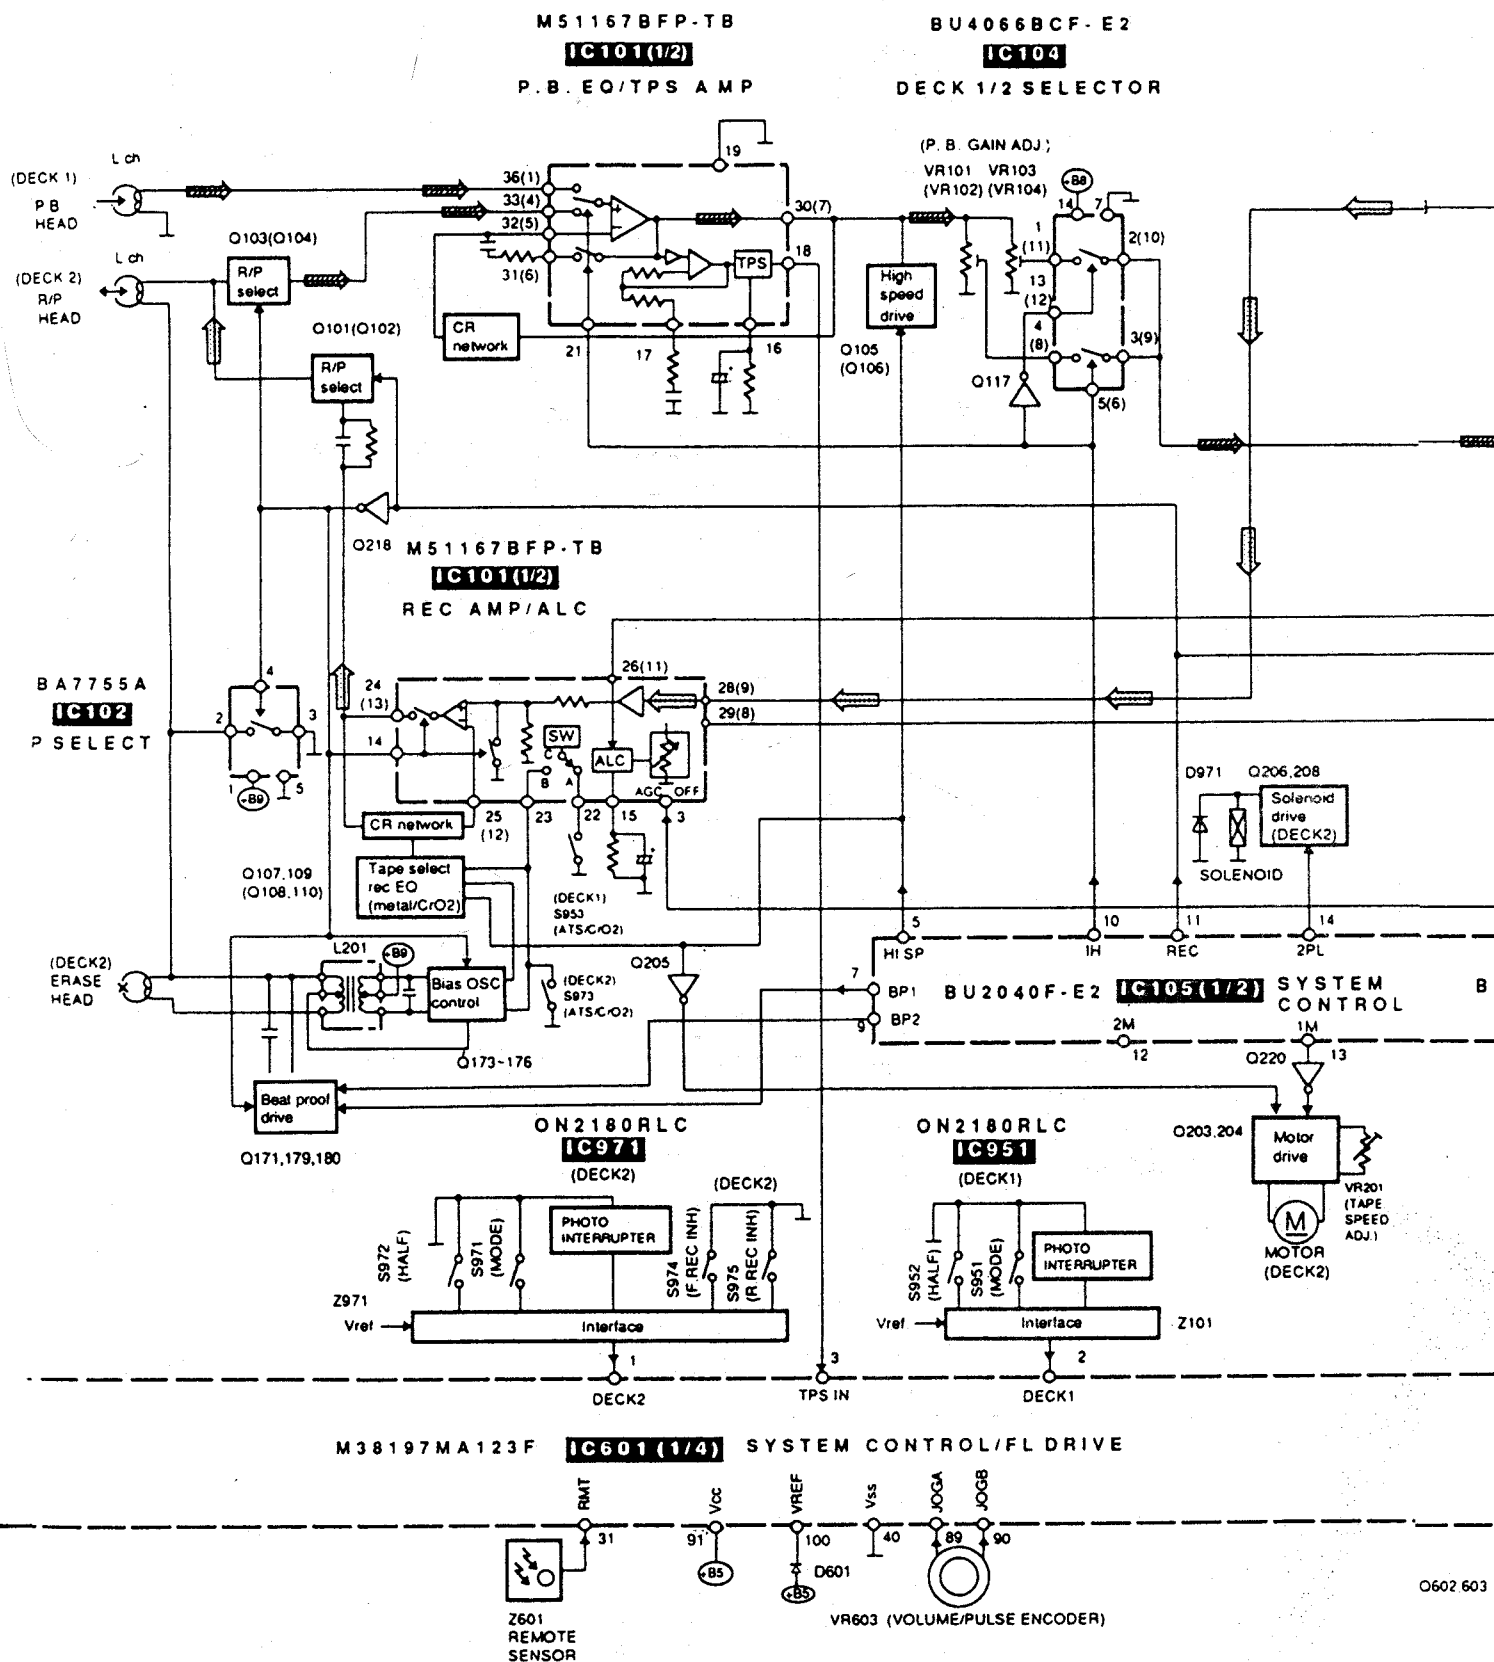 M51167BFP-TB
IC101(1/2)
P.B. EQ/TPS AMP
BU4066BCF-E2
IC104
DECK 1/2 SELECTOR
L ch
(DECK 1)
PB
HEAD
36(1)
33(4)
32(5)
31(6)
19
30(7)
18
TPS
21
17
16
CR
network
(P. B. GAIN ADJ.)
VR101 VR103
(VR102) (VR104)
+B8
14
7
1
(11)
2(10)
13
(12)
4
(8)
3(9)
5(6)
Q117
High
speed
drive
Q105
(Q106)
Q103(Q104)
L ch
(DECK 2)
R/P
HEAD
R/P
select
Q101(Q102)
R/P
select
Q218
M51167BFP-TB
IC101(1/2)
REC AMP/ALC
BA7755A
IC102
P SELECT
4
2
3
1
5
+B9
24
(13)
14
26(11)
28(9)
29(8)
SW
C
B
A
ALC
AGC OFF
25
(12)
23
22
15
3
CR network
Tape select
rec EQ
(metal/CrO2)
Q107,109
(Q108,110)
(DECK1)
S953
(ATS/CrO2)
D971
Q206,208
Solenoid
drive
(DECK2)
SOLENOID
5
10
11
14
HI SP
IH
REC
2PL
(DECK2)
ERASE
HEAD
L201
+B9
Bias OSC
control
(DECK2)
S973
(ATS/CrO2)
Q173~176
Q205
7
BP1
9
BP2
BU2040F-E2 IC105(1/2) SYSTEM
CONTROL
B
2M
12
1M
13
Q220
Beat proof
drive
Q171,179,180
ON2180RLC
IC971
(DECK2)
ON2180RLC
IC951
(DECK1)
Q203,204
Motor
drive
VR201
(TAPE
SPEED
ADJ.)
M
MOTOR
(DECK2)
S972
(HALF)
S971
(MODE)
PHOTO
INTERRUPTER
(DECK2)
S974
(F.REC INH)
S975
(R.REC INH)
Z971
Vref
Interface
S952
(HALF)
S951
(MODE)
PHOTO
INTERRUPTER
Vref
Interface
Z101
1
DECK2
3
TPS IN
2
DECK1
M38197MA123F IC601(1/4) SYSTEM CONTROL/FL DRIVE
RMT
Vcc
VREF
Vss
JOGA
JOGB
31
91
100
40
89
90
+B5
D601
+B5
Z601
REMOTE
SENSOR
VR603 (VOLUME/PULSE ENCODER)
Q602,603